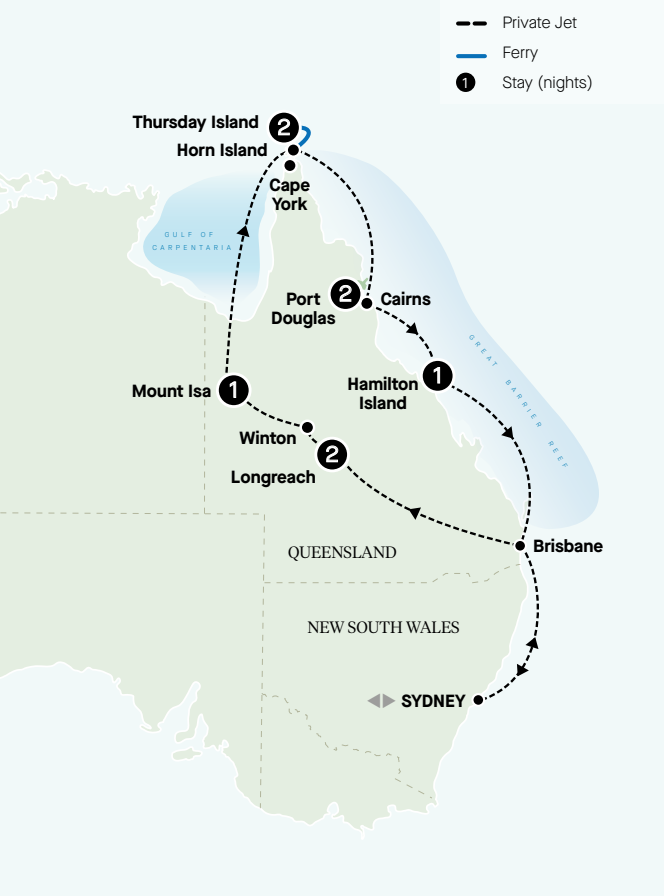 Private Jet
Ferry
1 Stay (nights)
Thursday Island 2
Horn Island
Cape
York
GULF OF
CARPENTARIA
Port
Douglas
2
Cairns
GREAT BARRIER REEF
Mount Isa 1
Hamilton
Island
1
Winton
Longreach 2
Brisbane
QUEENSLAND
NEW SOUTH WALES
SYDNEY